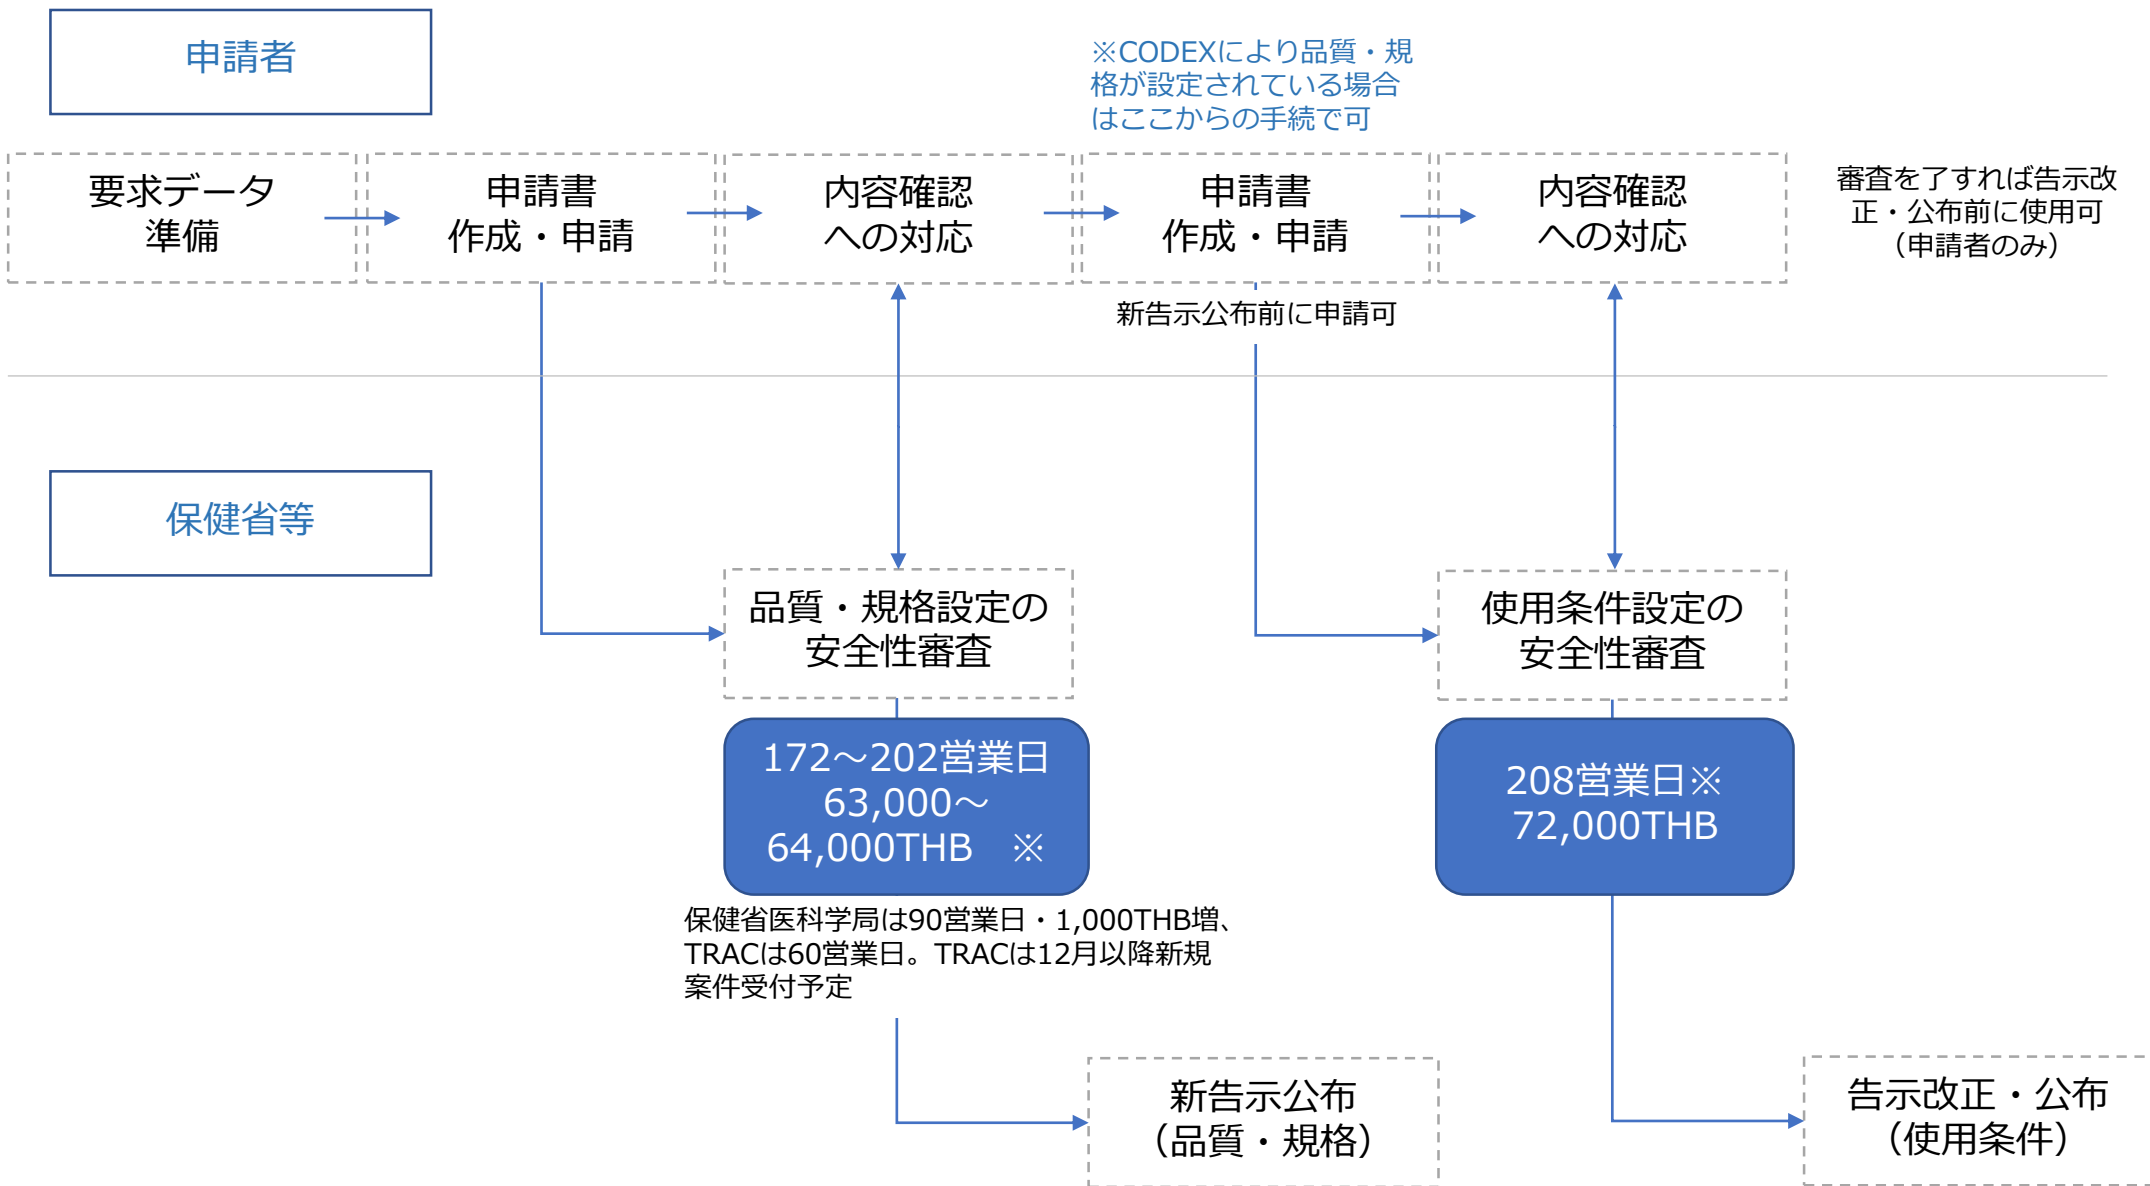 申請者
※CODEXにより品質・規
格が設定されている場合
はここからの手続で可
要求データ
準備
申請書
作成・申請
内容確認
への対応
申請書
作成・申請
内容確認
への対応
審査を了すれば告示改
正・公布前に使用可
（申請者のみ）
新告示公布前に申請可
保健省等
品質・規格設定の
安全性審査
使用条件設定の
安全性審査
172～202営業日
63,000～
64,000THB　※
208営業日※
72,000THB
保健省医科学局は90営業日・1,000THB増、
TRACは60営業日。TRACは12月以降新規
案件受付予定
新告示公布
（品質・規格）
告示改正・公布
（使用条件）